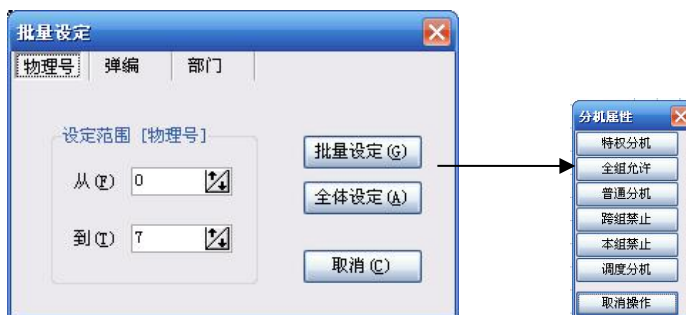 批量设定
物理号 弹编 部门
设定范围 [物理号]
从(F) 0
到(T) 7
批量设定(G)
全体设定(A)
取消(C)
分机属性
特权分机
全组允许
普通分机
跨组禁止
本组禁止
调度分机
取消操作